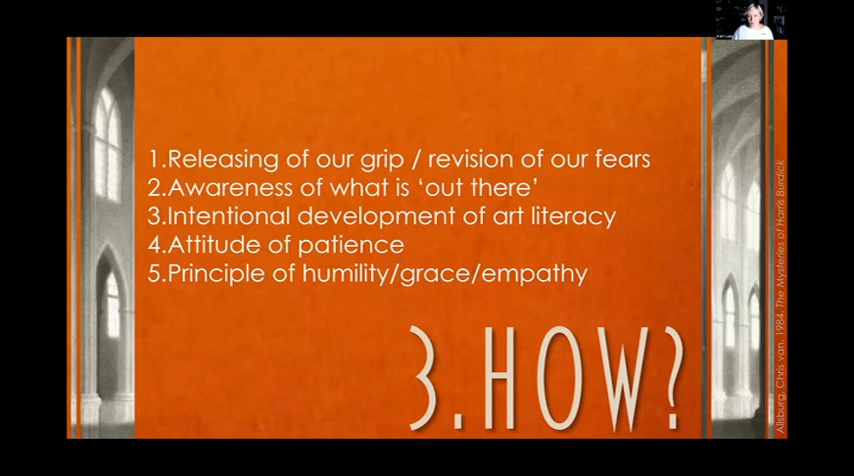 1.Releasing of our grip / revision of our fears
2.Awareness of what is ‘out there’
3.Intentional development of art literacy
4.Attitude of patience
5.Principle of humility/grace/empathy
3.HOW?
Allsburg, Chris van. 1984. The Mysteries of Harris Burdick